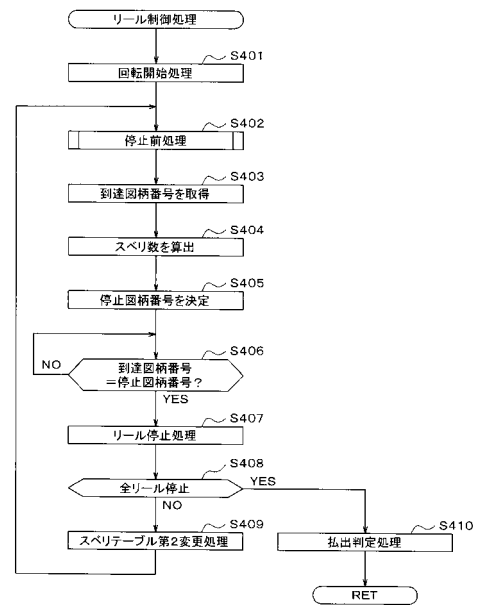 リール制御処理
S401
回転開始処理
S402
停止前処理
S403
到達図柄番号を取得
S404
スベリ数を算出
S405
停止図柄番号を決定
S406
NO
到達図柄番号
＝停止図柄番号？
YES
S407
リール停止処理
S408
全リール停止
YES
NO
S409
スベリテーブル第2変更処理
S410
払出判定処理
RET